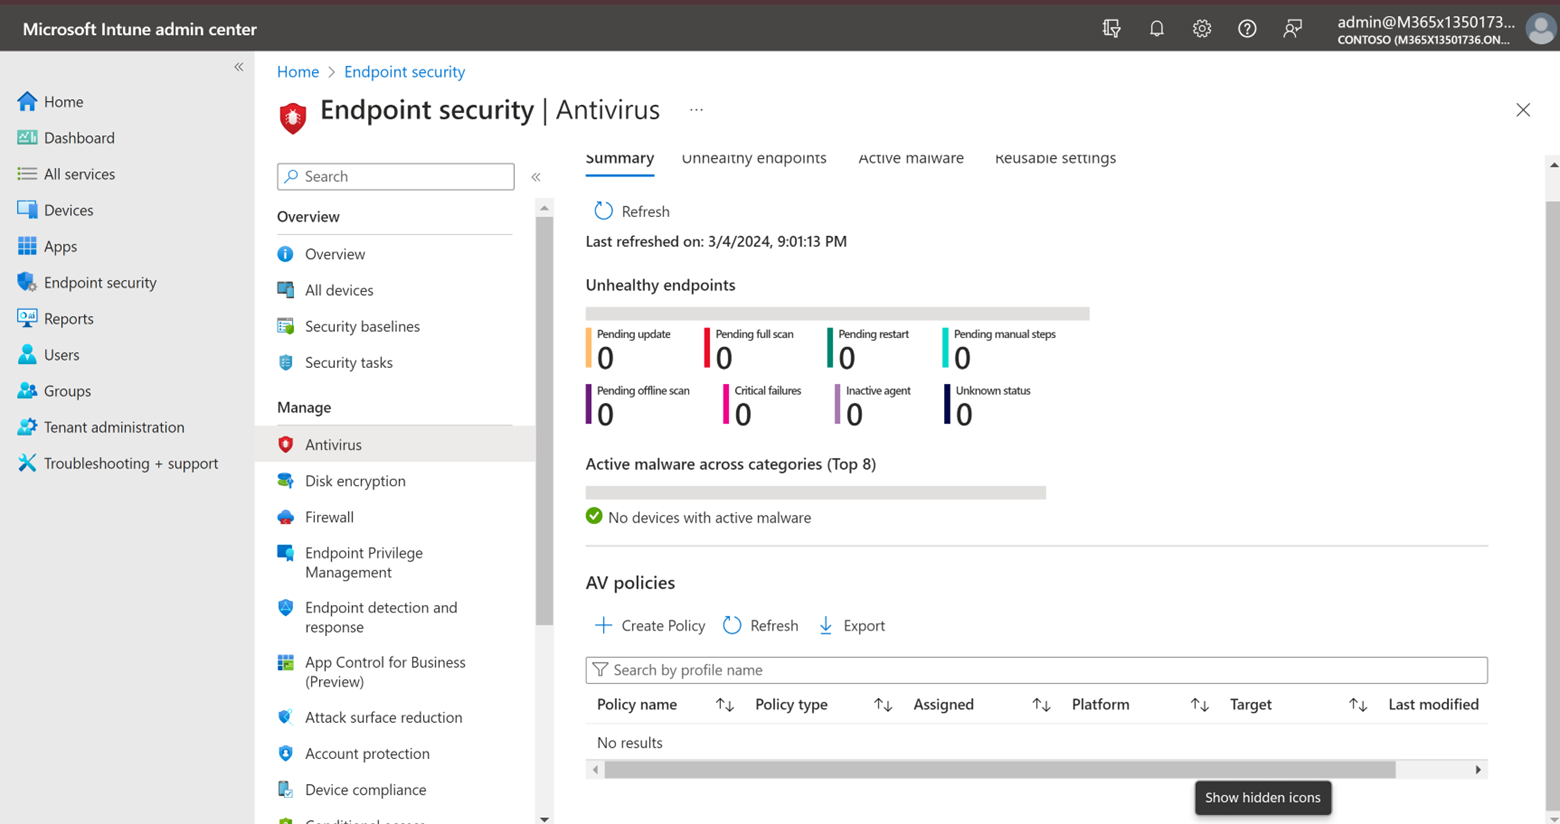 Microsoft Intune admin center
admin@M365x1350173...
CONTOSO (M365X13501736.ON...
Home
Dashboard
All services
Devices
Apps
Endpoint security
Reports
Users
Groups
Tenant administration
Troubleshooting + support
Home > Endpoint security
Endpoint security | Antivirus ...
Search
Overview
Overview
All devices
Security baselines
Security tasks
Manage
Antivirus
Disk encryption
Firewall
Endpoint Privilege
Management
Endpoint detection and
response
App Control for Business
(Preview)
Attack surface reduction
Account protection
Device compliance
Conditional access
Summary Unhealthy endpoints Active malware Reusable settings
Refresh
Last refreshed on: 3/4/2024, 9:01:13 PM
Unhealthy endpoints
Pending update Pending full scan Pending restart Pending manual steps
0 0 0 0
Pending offline scan Critical failures Inactive agent Unknown status
0 0 0 0
Active malware across categories (Top 8)
No devices with active malware
AV policies
Create Policy Refresh Export
Search by profile name
Policy name Policy type Assigned Platform Target Last modified
No results
Show hidden icons